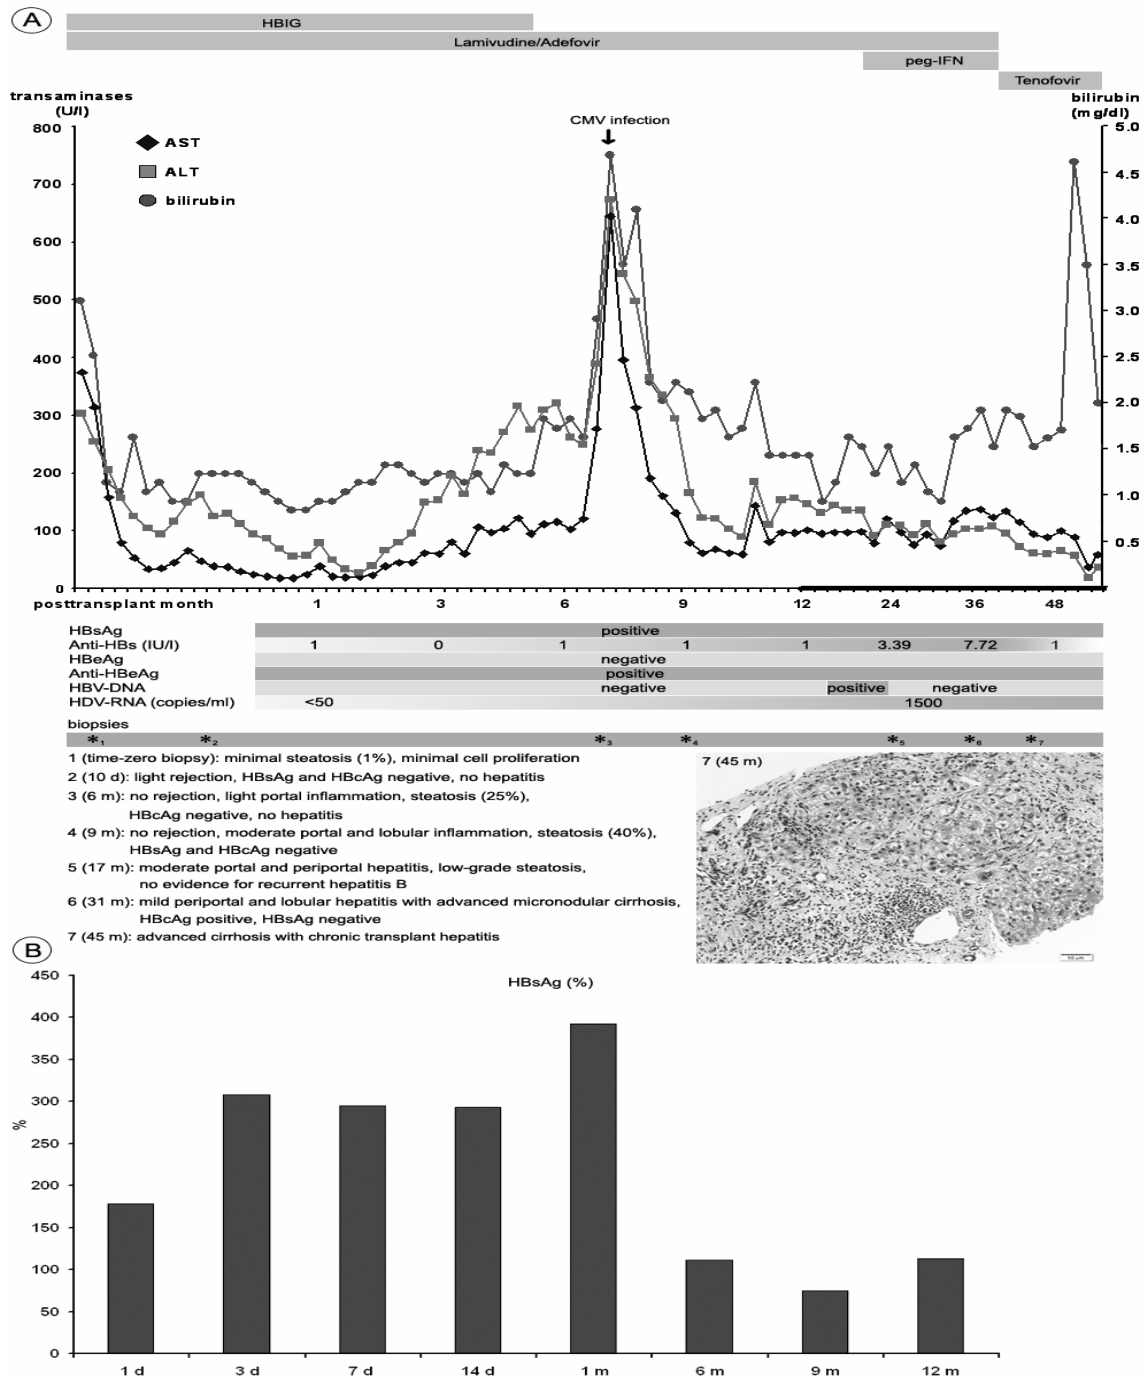 A
HBIG
Lamivudine/Adefovir
peg-IFN
Tenofovir
transaminases
(U/l)
bilirubin
(mg/dl)
CMV infection
AST
ALT
bilirubin
800
700
600
500
400
300
200
100
0
5.0
4.5
4.0
3.5
3.0
2.5
2.0
1.5
1.0
0.5
posttransplant month 1 3 6 9 12 24 36 48
HBsAg positive
Anti-HBs (IU/l) 1 0 1 1 1 3.39 7.72 1
HBeAg negative
Anti-HBeAg positive
HBV-DNA negative positive negative
HDV-RNA (copies/ml) <50 1500
biopsies
*1 *2 *3 *4 *5 *6 *7
1 (time-zero biopsy): minimal steatosis (1%), minimal cell proliferation
2 (10 d): light rejection, HBsAg and HBcAg negative, no hepatitis
3 (6 m): no rejection, light portal inflammation, steatosis (25%),
HBcAg negative, no hepatitis
4 (9 m): no rejection, moderate portal and lobular inflammation, steatosis (40%),
HBsAg and HBcAg negative
5 (17 m): moderate portal and periportal hepatitis, low-grade steatosis,
no evidence for recurrent hepatitis B
6 (31 m): mild periportal and lobular hepatitis with advanced micronodular cirrhosis,
HBcAg positive, HBsAg negative
7 (45 m): advanced cirrhosis with chronic transplant hepatitis
7 (45 m)
B
HBsAg (%)
%
450
400
350
300
250
200
150
100
50
0
1 d 3 d 7 d 14 d 1 m 6 m 9 m 12 m